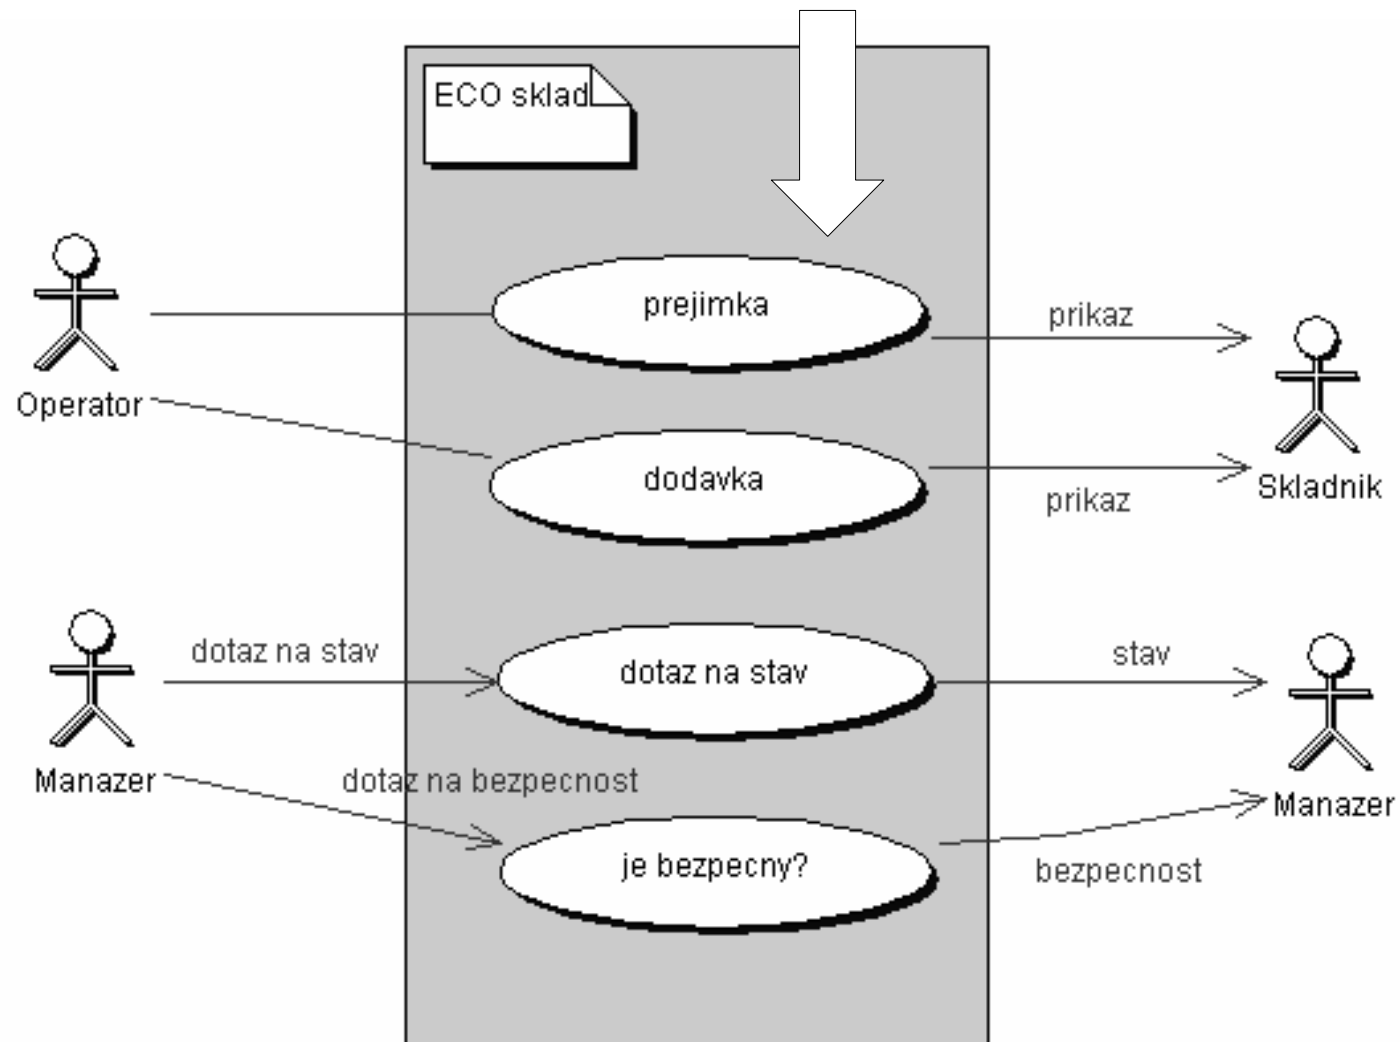 ECO sklad
prejimka
prikaz
Operator
dodavka
prikaz
Skladnik
dotaz na stav
dotaz na stav
stav
Manazer
dotaz na bezpecnost
Manazer
je bezpecny?
bezpecnost